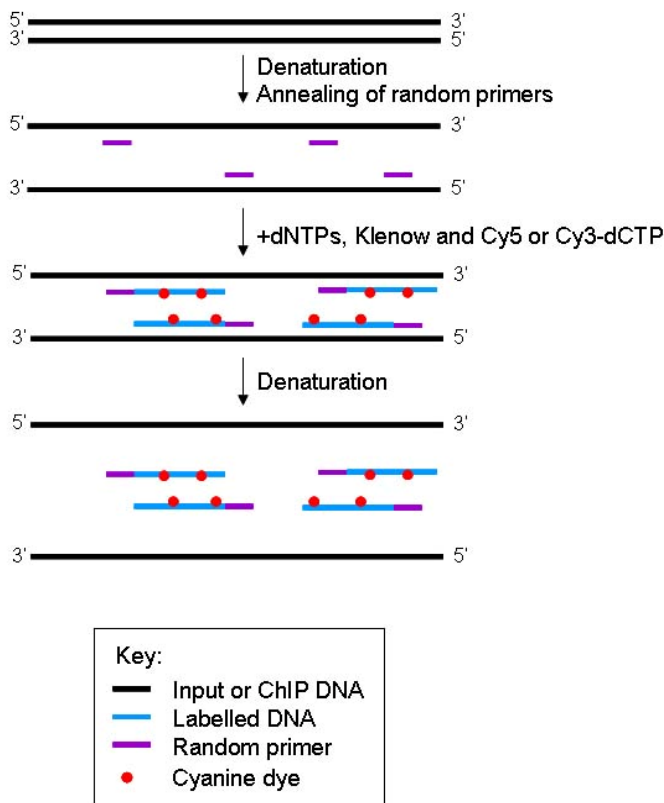 5' 3'
3' 5'
Denaturation
Annealing of random primers
5' 3'
3' 5'
+dNTPs, Klenow and Cy5 or Cy3-dCTP
5' 3'
3' 5'
Denaturation
5' 3'
3' 5'
Key:
Input or ChIP DNA
Labelled DNA
Random primer
Cyanine dye